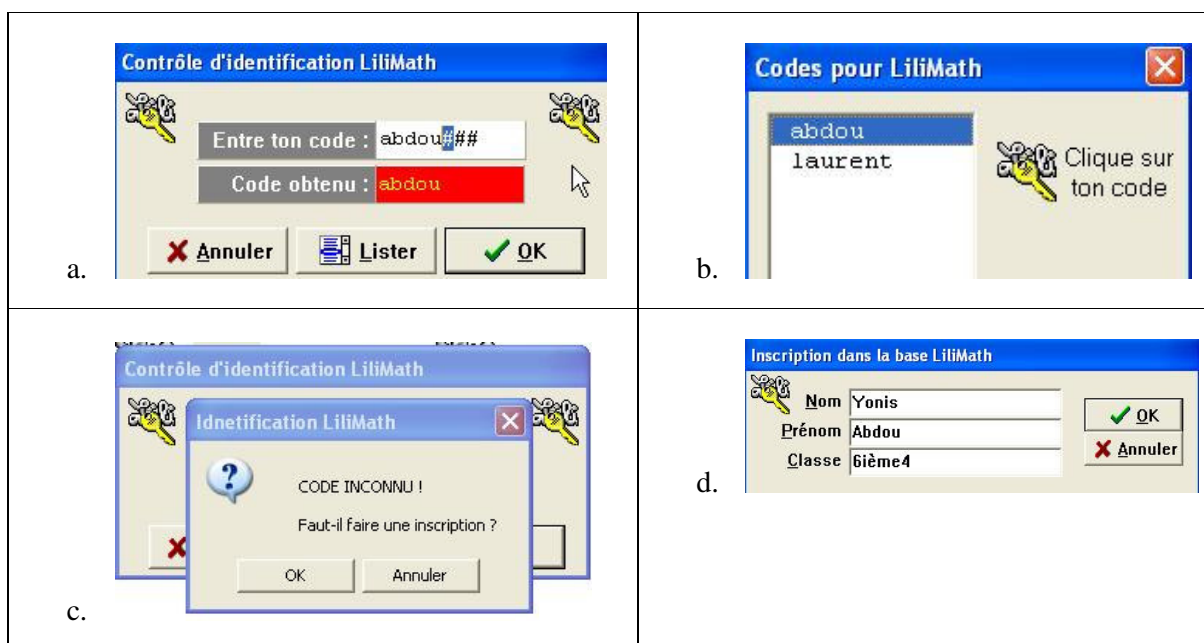 Contrôle d'identification LiliMath
Entre ton code : abdou###
Code obtenu : abdou
Annuler Lister OK
a.
Codes pour LiliMath
abdou
laurent
Clique sur
ton code
b.
Contrôle d'identification LiliMath
Idnetification LiliMath
CODE INCONNU !
Faut-il faire une inscription ?
OK Annuler
c.
Inscription dans la base LiliMath
Nom Yonis
Prénom Abdou
Classe 6ième4
OK
Annuler
d.